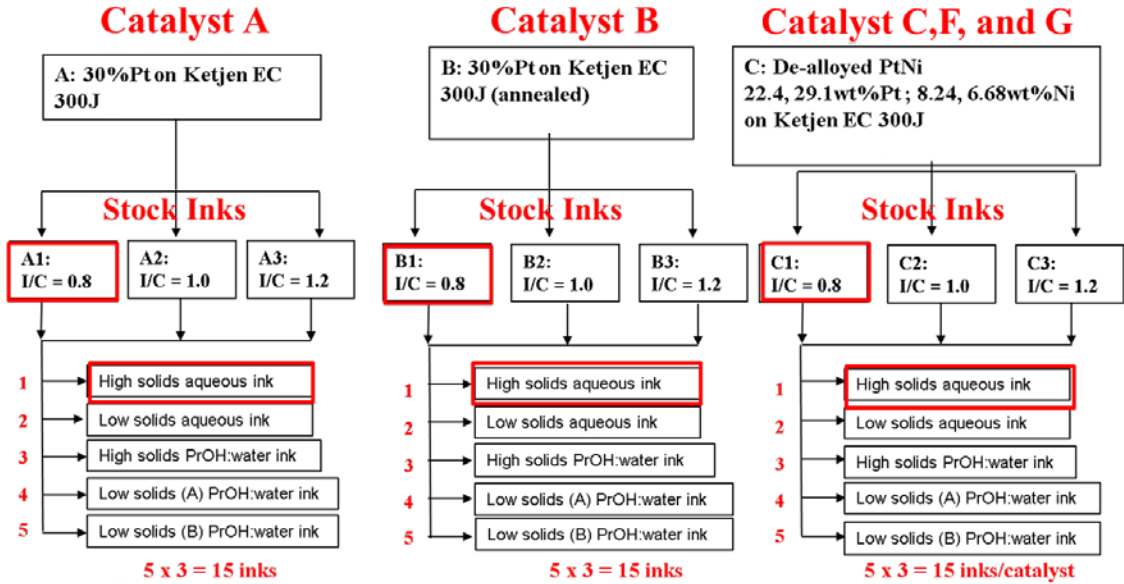 Catalyst A
A: 30%Pt on Ketjen EC
300J
Stock Inks
A1:
I/C = 0.8
A2:
I/C = 1.0
A3:
I/C = 1.2
1
High solids aqueous ink
2
Low solids aqueous ink
3
High solids PrOH:water ink
4
Low solids (A) PrOH:water ink
5
Low solids (B) PrOH:water ink
5 x 3 = 15 inks
Catalyst B
B: 30%Pt on Ketjen EC
300J (annealed)
Stock Inks
B1:
I/C = 0.8
B2:
I/C = 1.0
B3:
I/C = 1.2
1
High solids aqueous ink
2
Low solids aqueous ink
3
High solids PrOH:water ink
4
Low solids (A) PrOH:water ink
5
Low solids (B) PrOH:water ink
5 x 3 = 15 inks
Catalyst C,F, and G
C: De-alloyed PtNi
22.4, 29.1wt%Pt ; 8.24, 6.68wt%Ni
on Ketjen EC 300J
Stock Inks
C1:
I/C = 0.8
C2:
I/C = 1.0
C3:
I/C = 1.2
1
High solids aqueous ink
2
Low solids aqueous ink
3
High solids PrOH:water ink
4
Low solids (A) PrOH:water ink
5
Low solids (B) PrOH:water ink
5 x 3 = 15 inks/catalyst